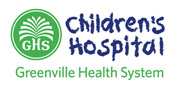 GHS
Children's
Hospital
Greenville Health System